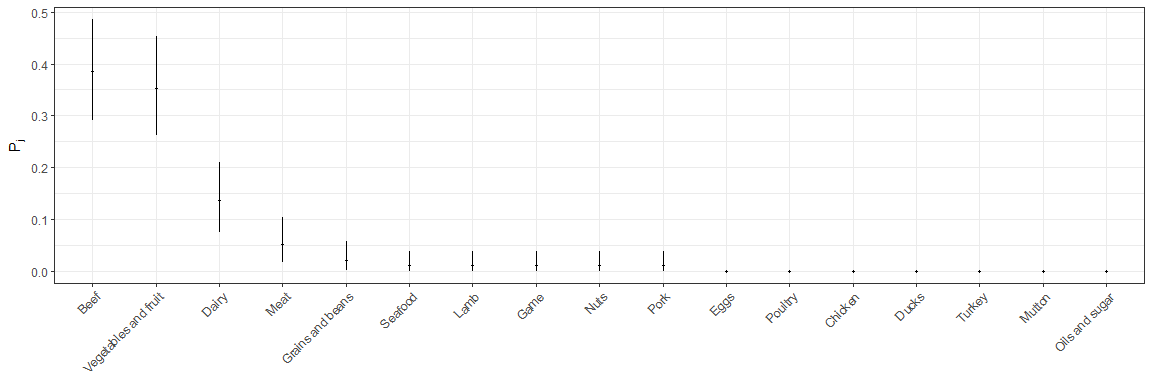 0.5
0.4
0.3
0.2
0.1
0.0
Pj
Beef
Vegetables and fruit
Dairy
Meat
Grains and beans
Seafood
Lamb
Game
Nuts
Pork
Eggs
Poultry
Chicken
Ducks
Turkey
Mutton
Oils and sugar